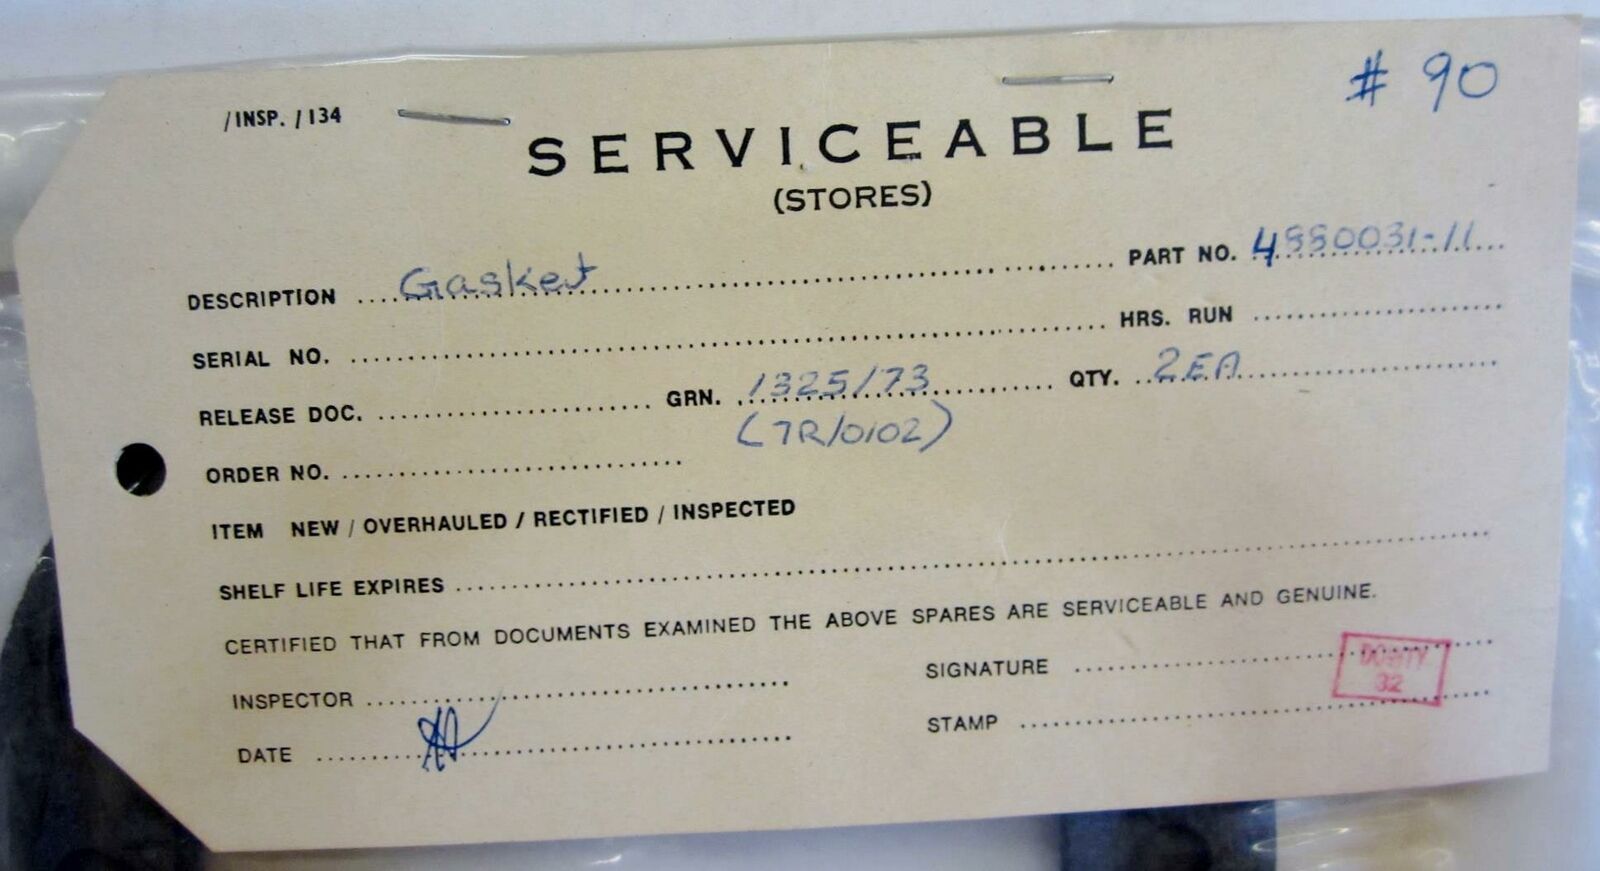 /INSP. /134
# 90
SERVICEABLE
(STORES)
DESCRIPTION Gasket PART NO. 4880031-11
SERIAL NO. HRS. RUN
RELEASE DOC. GRN. 1325/73 QTY. 2EA
(7R/0102)
ORDER NO.
ITEM NEW / OVERHAULED / RECTIFIED / INSPECTED
SHELF LIFE EXPIRES
CERTIFIED THAT FROM DOCUMENTS EXAMINED THE ABOVE SPARES ARE SERVICEABLE AND GENUINE.
INSPECTOR SIGNATURE DOWTY
32
DATE STAMP